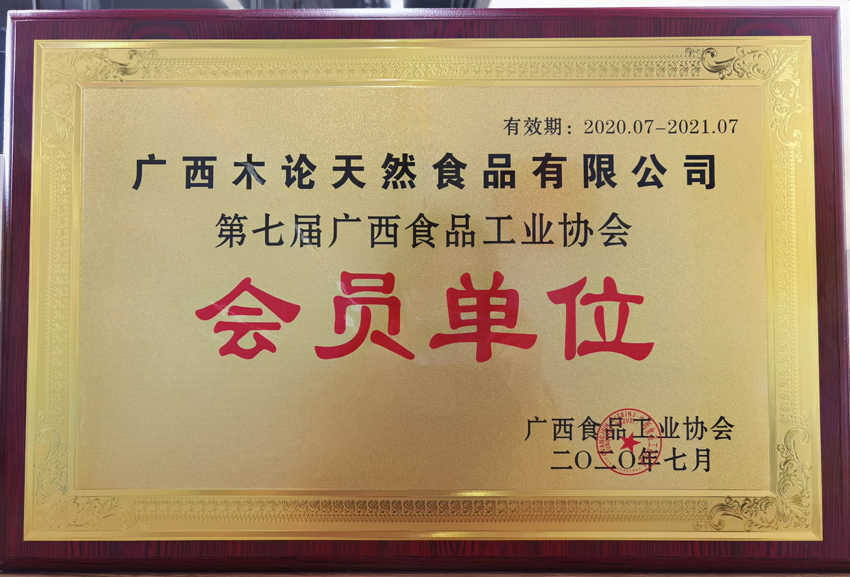 有效期：2020.07-2021.07
广西木论天然食品有限公司
第七届广西食品工业协会
会员单位
广西食品工业协会
二〇二〇年七月